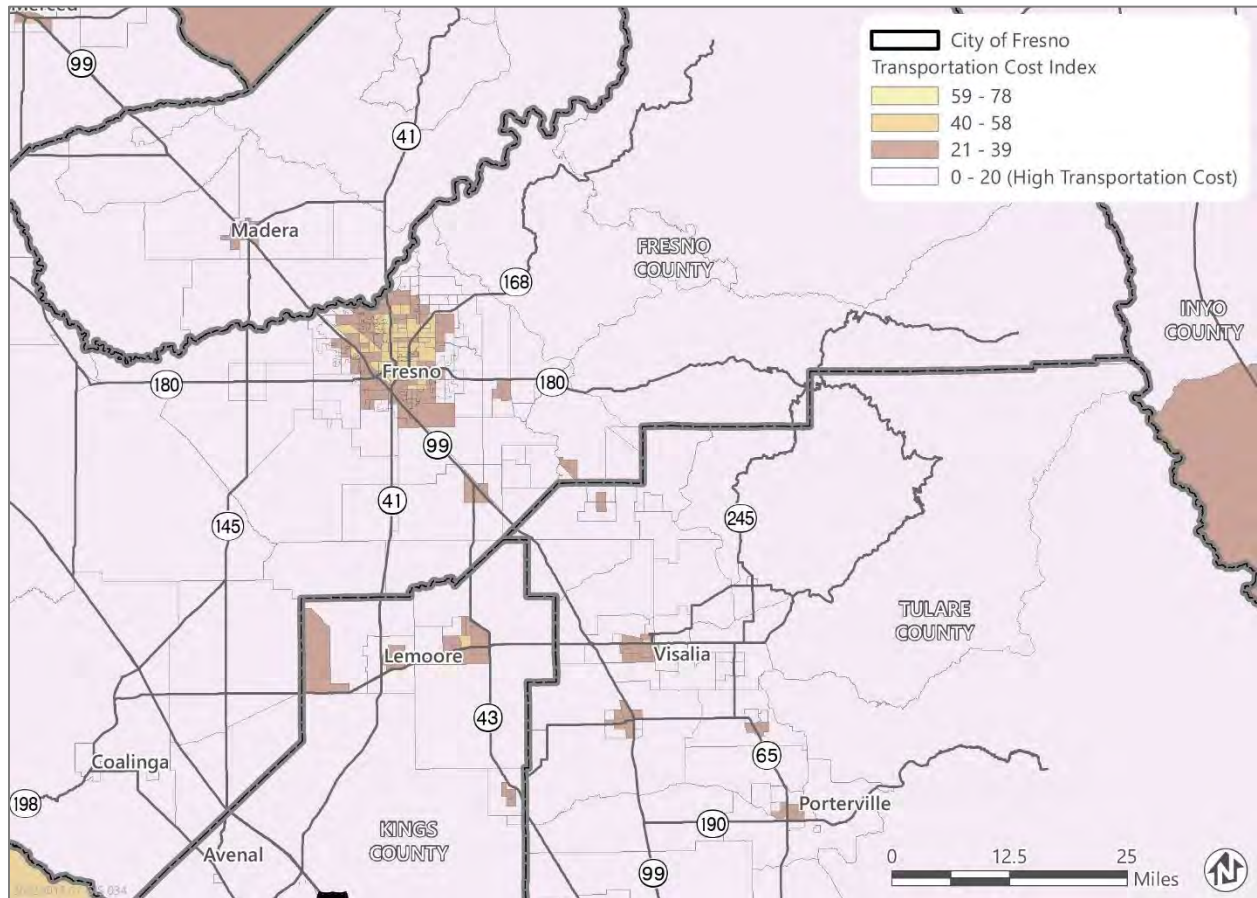 Merced
99
41
City of Fresno
Transportation Cost Index
59 - 78
40 - 58
21 - 39
0 - 20 (High Transportation Cost)
Madera
FRESNO
COUNTY
168
INYO
COUNTY
Fresno
180
180
99
41
145
245
TULARE
COUNTY
Lemoore
Visalia
43
65
Coalinga
198
Porterville
KINGS
COUNTY
190
Avenal
99
0 12.5 25
Miles
N